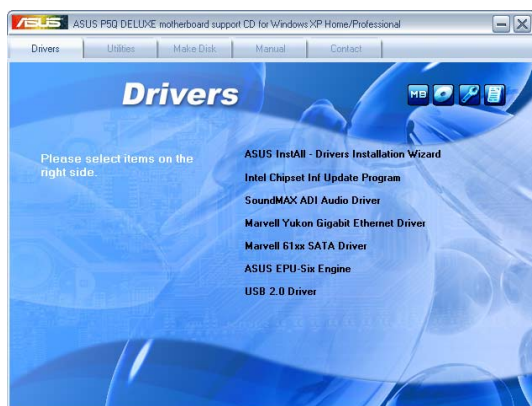 ASUS P5Q DELUXE motherboard support CD for Windows XP Home/Professional
Drivers
Utilities
Make Disk
Manual
Contact
Drivers
MB
Please select items on the
right side.
ASUS InstAll - Drivers Installation Wizard
Intel Chipset Inf Update Program
SoundMAX ADI Audio Driver
Marvell Yukon Gigabit Ethernet Driver
Marvell 61xx SATA Driver
ASUS EPU-Six Engine
USB 2.0 Driver